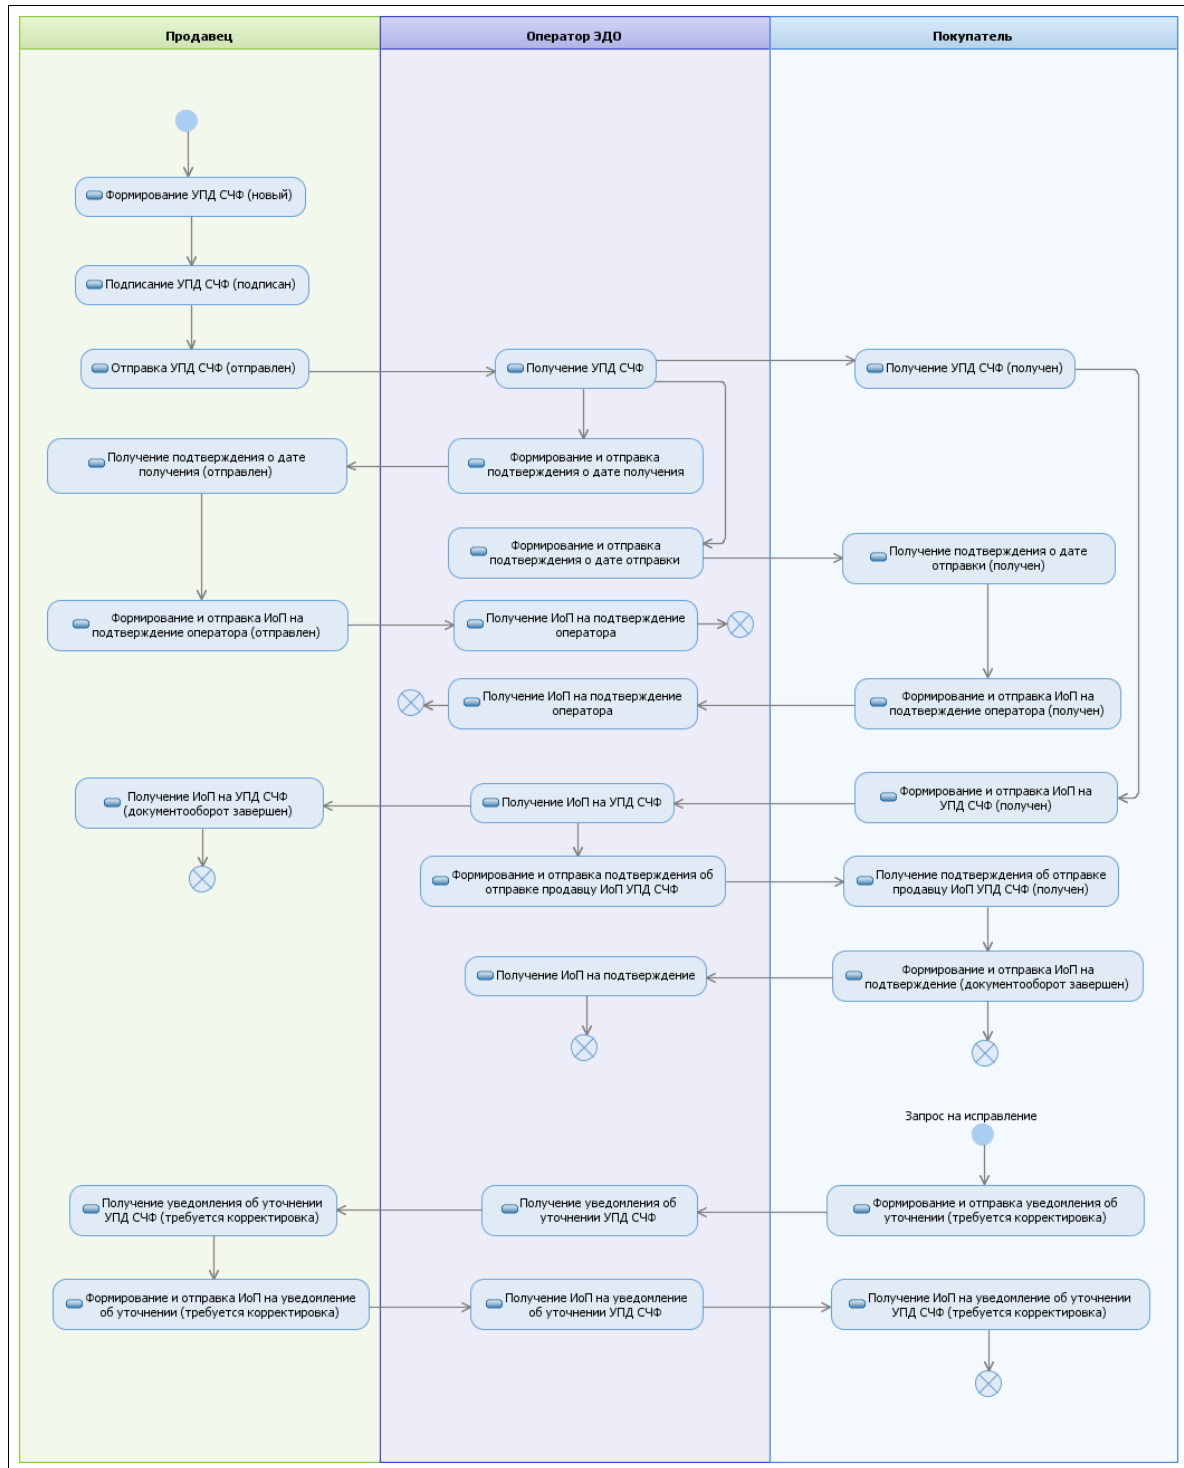 Продавец
Оператор ЭДО
Покупатель
Формирование УПД СЧФ (новый)
Подписание УПД СЧФ (подписан)
Отправка УПД СЧФ (отправлен)
Получение УПД СЧФ
Получение УПД СЧФ (получен)
Получение подтверждения о дате
получения (отправлен)
Формирование и отправка
подтверждения о дате получения
Формирование и отправка
подтверждения о дате отправки
Получение подтверждения о дате
отправки (получен)
Формирование и отправка ИоП на
подтверждение оператора (отправлен)
Получение ИоП на подтверждение
оператора
Получение ИоП на подтверждение
оператора
Формирование и отправка ИоП на
подтверждение оператора (получен)
Получение ИоП на УПД СЧФ
(документооборот завершен)
Получение ИоП на УПД СЧФ
Формирование и отправка ИоП на
УПД СЧФ (получен)
Формирование и отправка подтверждения об
отправке продавцу ИоП УПД СЧФ
Получение подтверждения об отправке
продавцу ИоП УПД СЧФ (получен)
Получение ИоП на подтверждение
Формирование и отправка ИоП на
подтверждение (документооборот завершен)
Запрос на исправление
Получение уведомления об уточнении
УПД СЧФ (требуется корректировка)
Получение уведомления об
уточнении УПД СЧФ
Формирование и отправка уведомления об
уточнении (требуется корректировка)
Формирование и отправка ИоП на уведомление
об уточнении (требуется корректировка)
Получение ИоП на уведомление
об уточнении УПД СЧФ
Получение ИоП на уведомление об уточнении
УПД СЧФ (требуется корректировка)